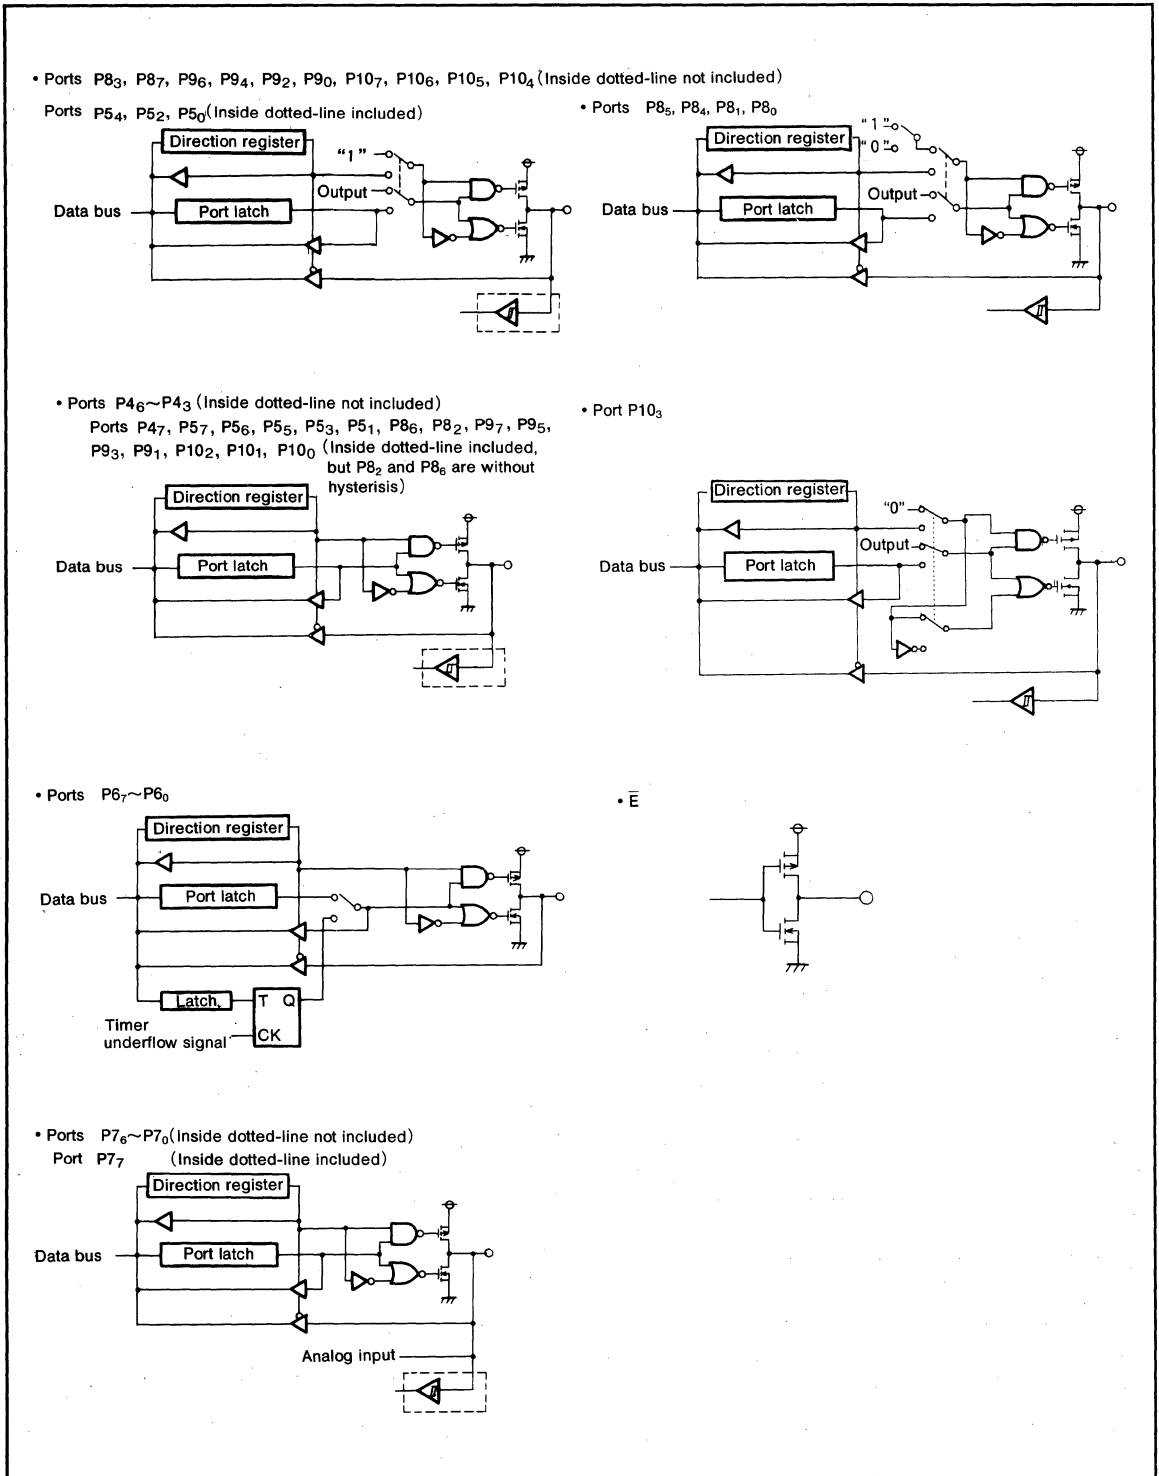 • Ports P8₃, P8₇, P9₆, P9₄, P9₂, P9₀, P10₇, P10₆, P10₅, P10₄ (Inside dotted-line not included)
Ports P5₄, P5₂, P5₀ (Inside dotted-line included)
Direction register
"1"
Output
Data bus
Port latch
• Ports P8₅, P8₄, P8₁, P8₀
"1"
Direction register
"0"
Output
Data bus
Port latch
• Ports P4₆~P4₃ (Inside dotted-line not included)
Ports P4₇, P5₇, P5₆, P5₅, P5₃, P5₁, P8₆, P8₂, P9₇, P9₅,
P9₃, P9₁, P10₂, P10₁, P10₀ (Inside dotted-line included,
but P8₂ and P8₆ are without
hysterisis)
Direction register
Data bus
Port latch
• Port P10₃
Direction register
"0"
Output
Data bus
Port latch
• Ports P6₇~P6₀
Direction register
Data bus
Port latch
Latch
T Q
Timer
underflow signal
CK
• E̅
• Ports P7₆~P7₀ (Inside dotted-line not included)
Port P7₇ (Inside dotted-line included)
Direction register
Data bus
Port latch
Analog input